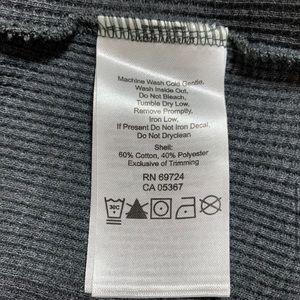 Machine Wash Cold Gentle,
Wash Inside Out,
Do Not Bleach,
Tumble Dry Low,
Remove Promptly,
Iron Low,
If Present Do Not Iron Decal,
Do Not Dryclean
Shell:
60% Cotton, 40% Polyester
Exclusive of Trimming
RN 69724
CA 05367
30C